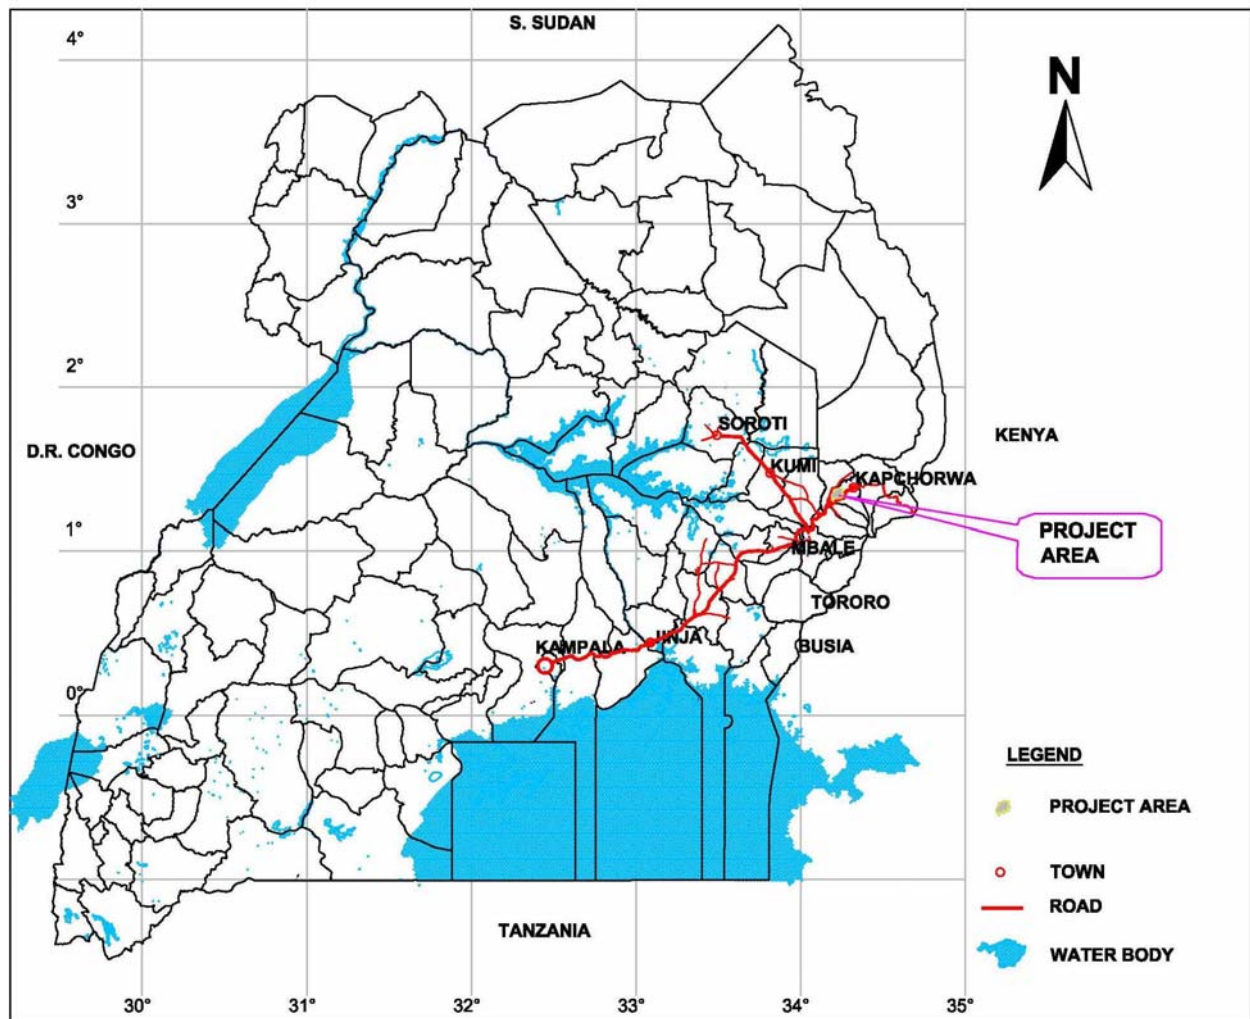 S. SUDAN
4°
N
3°
2°
SOROTI
KENYA
D.R. CONGO
KUMI
KAPCHORWA
1°
PROJECT
AREA
MBALE
TORORO
KAMPALA
JINJA
BUSIA
0°
LEGEND
PROJECT AREA
TOWN
ROAD
TANZANIA
WATER BODY
30°
31°
32°
33°
34°
35°